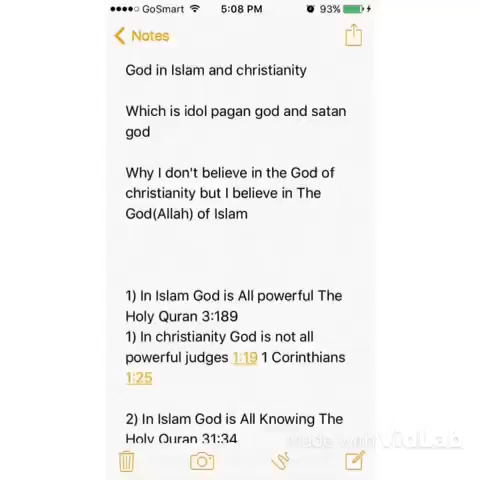 GoSmart 5:08 PM 93%
Notes
God in Islam and christianity
Which is idol pagan god and satan
god
Why I don't believe in the God of
christianity but I believe in The
God(Allah) of Islam
1) In Islam God is All powerful The
Holy Quran 3:189
1) In christianity God is not all
powerful judges 1:19 1 Corinthians
1:25
2) In Islam God is All Knowing The
Holy Quran 31:34
Made with VidLab